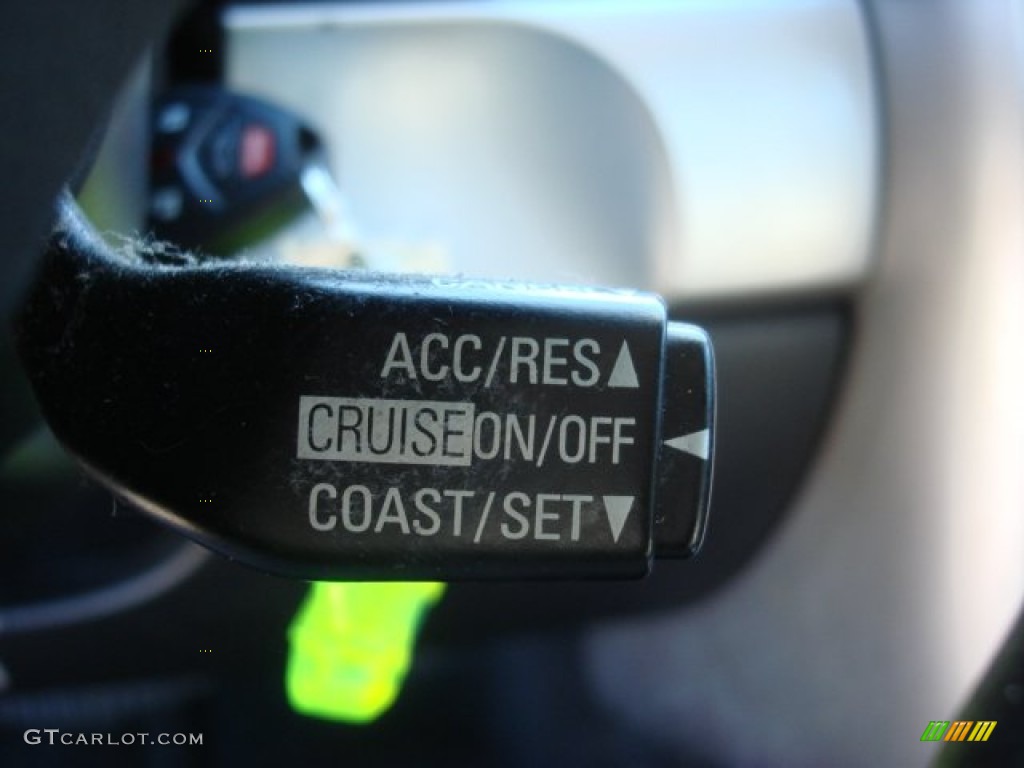 ACC/RES▲
CRUISE ON/OFF ◀
COAST/SET▼
GTCARLOT.COM